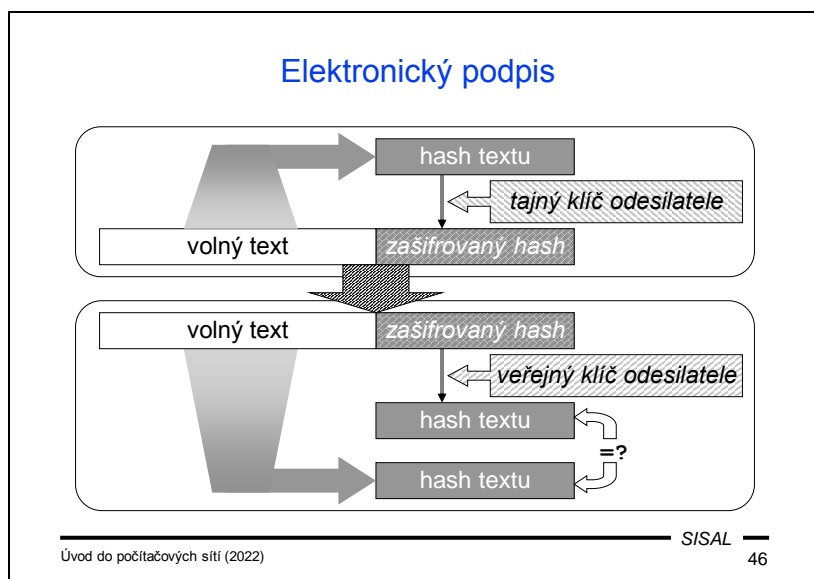 Elektronický podpis
hash textu
tajný klíč odesilatele
volný text
zašifrovaný hash
volný text
zašifrovaný hash
veřejný klíč odesilatele
hash textu
=?
hash textu
SISAL
Úvod do počítačových sítí (2022)
46